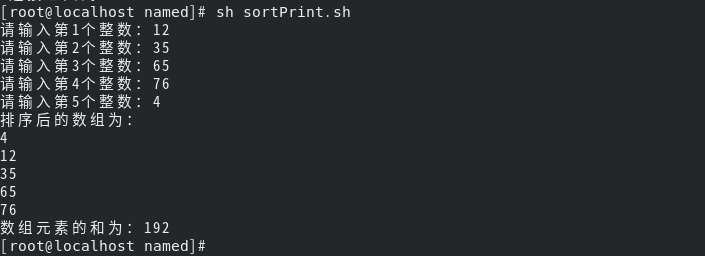 [root@localhost named]# sh sortPrint.sh
请输入第1个整数: 12
请输入第2个整数: 35
请输入第3个整数: 65
请输入第4个整数: 76
请输入第5个整数: 4
排序后的数组为:
4
12
35
65
76
数组元素的和为: 192
[root@localhost named]#